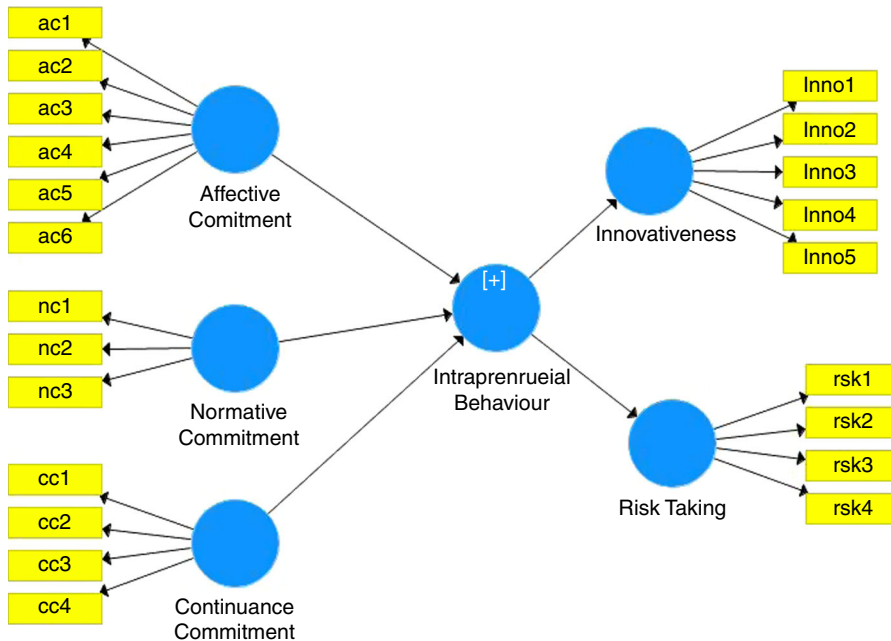 ac1
ac2
ac3
ac4
ac5
ac6
Affective
Comitment
nc1
nc2
nc3
Normative
Commitment
cc1
cc2
cc3
cc4
Continuance
Commitment
[+]
Intraprenrueial
Behaviour
Innovativeness
Inno1
Inno2
Inno3
Inno4
Inno5
Risk Taking
rsk1
rsk2
rsk3
rsk4